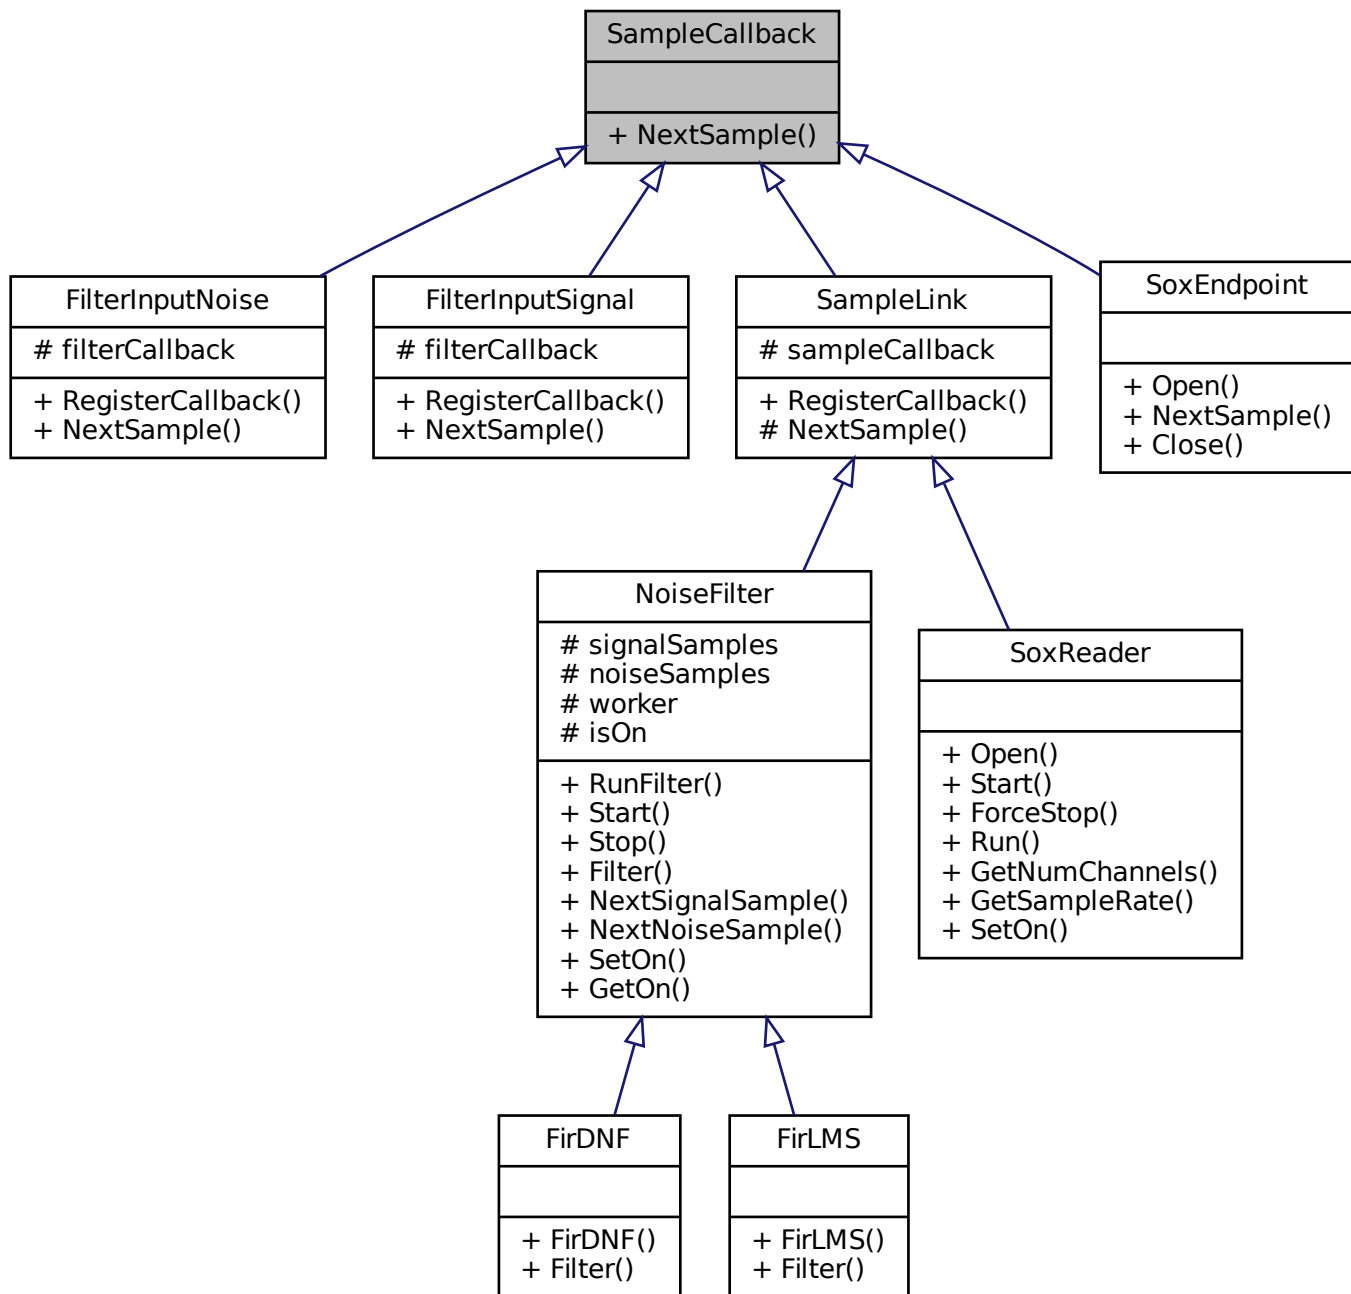 SampleCallback
+ NextSample()
FilterInputNoise
# filterCallback
+ RegisterCallback()
+ NextSample()
FilterInputSignal
# filterCallback
+ RegisterCallback()
+ NextSample()
SampleLink
# sampleCallback
+ RegisterCallback()
# NextSample()
SoxEndpoint
+ Open()
+ NextSample()
+ Close()
NoiseFilter
# signalSamples
# noiseSamples
# worker
# isOn
+ RunFilter()
+ Start()
+ Stop()
+ Filter()
+ NextSignalSample()
+ NextNoiseSample()
+ SetOn()
+ GetOn()
SoxReader
+ Open()
+ Start()
+ ForceStop()
+ Run()
+ GetNumChannels()
+ GetSampleRate()
+ SetOn()
FirDNF
+ FirDNF()
+ Filter()
FirLMS
+ FirLMS()
+ Filter()